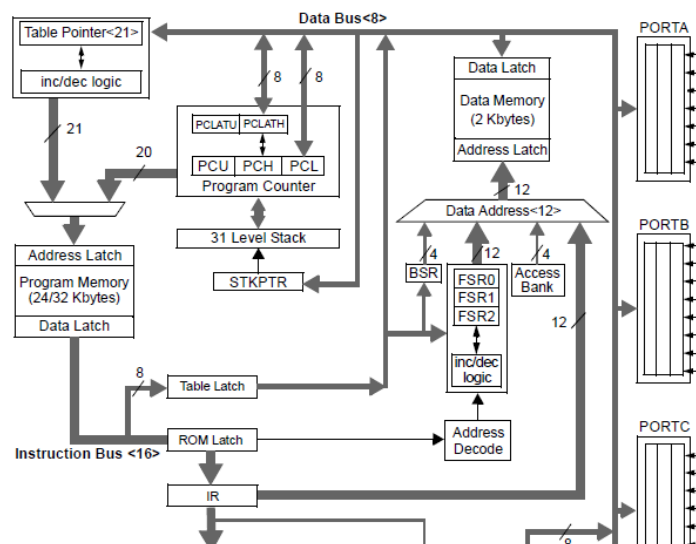 Data Bus<8>
PORTA
Table Pointer<21>
inc/dec logic
21
8
8
PCLATU PCLATH
PCU PCH PCL
Program Counter
20
31 Level Stack
STKPTR
Address Latch
Program Memory
(24/32 Kbytes)
Data Latch
8
Table Latch
ROM Latch
Instruction Bus <16>
IR
Data Latch
Data Memory
(2 Kbytes)
Address Latch
12
Data Address<12>
4
12
4
BSR
FSR0
FSR1
FSR2
inc/dec
logic
Access
Bank
12
Address
Decode
8
PORTB
PORTC